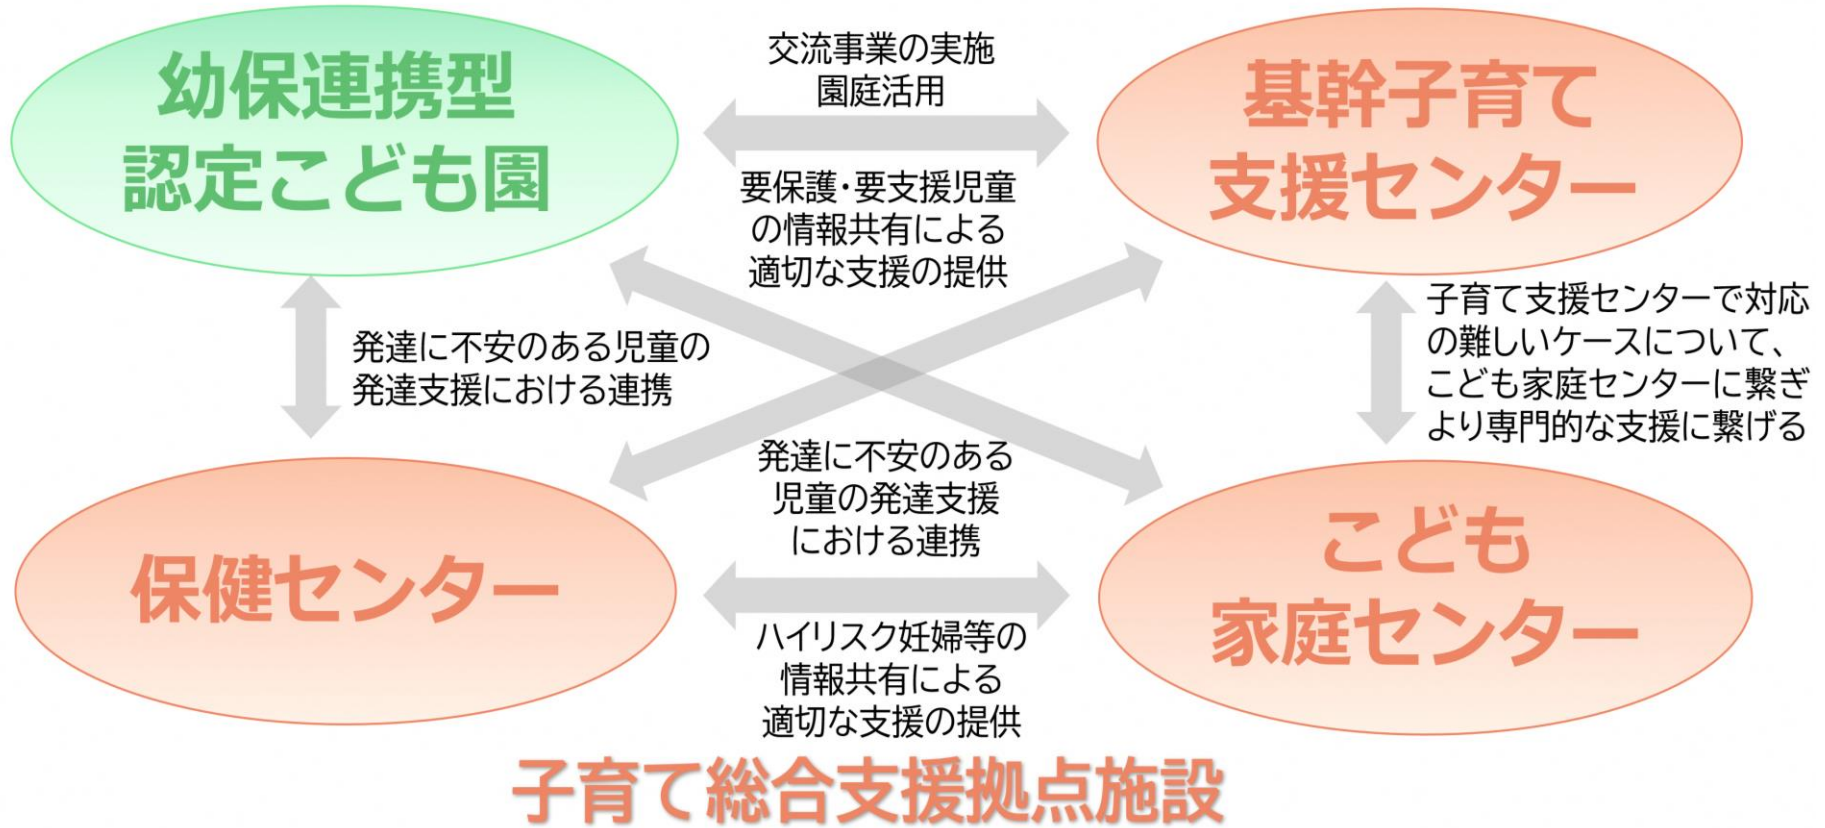 幼保連携型
認定こども園
交流事業の実施
園庭活用
基幹子育て
支援センター
要保護・要支援児童
の情報共有による
適切な支援の提供
発達に不安のある児童の
発達支援における連携
子育て支援センターで対応
の難しいケースについて、
こども家庭センターに繋ぎ
より専門的な支援に繋げる
発達に不安のある
児童の発達支援
における連携
保健センター
こども
家庭センター
ハイリスク妊婦等の
情報共有による
適切な支援の提供
子育て総合支援拠点施設